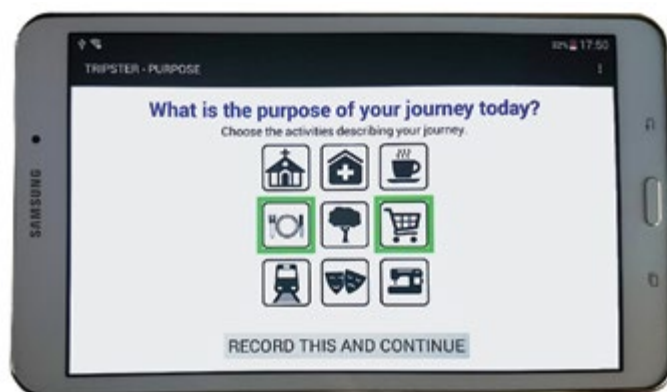 17:50
TRIPSTER - PURPOSE
What is the purpose of your journey today?
Choose the activities describing your journey.
RECORD THIS AND CONTINUE
SAMSUNG